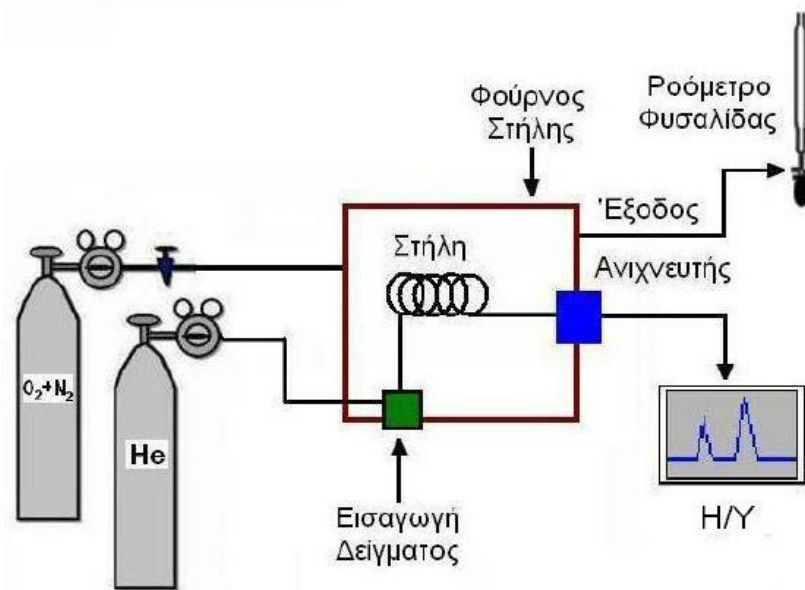 Φούρνος
Στήλης
Ροόμετρο
Φυσαλίδας
Έξοδος
Στήλη
Ανιχνευτής
O₂+N₂
He
Εισαγωγή
Δείγματος
Η/Υ